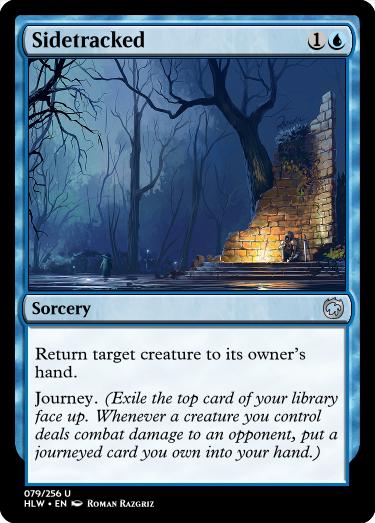 Sidetracked 1
Sorcery
Return target creature to its owner's
hand.
Journey. (Exile the top card of your library
face up. Whenever a creature you control
deals combat damage to an opponent, put a
journeyed card you own into your hand.)
079/256 U
HLW • EN Roman Razgriz